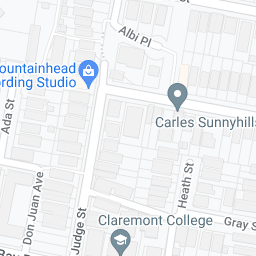 Albi Pl
ountainhead
ording Studio
Ada St
Carles Sunnyhills
Don Juan Ave
Judge St
Heath St
Claremont College
Gray S